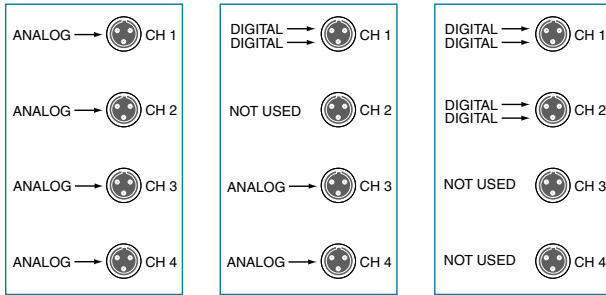 ANALOG CH 1
ANALOG CH 2
ANALOG CH 3
ANALOG CH 4
DIGITAL
DIGITAL CH 1
NOT USED CH 2
ANALOG CH 3
ANALOG CH 4
DIGITAL
DIGITAL CH 1
DIGITAL
DIGITAL CH 2
NOT USED CH 3
NOT USED CH 4